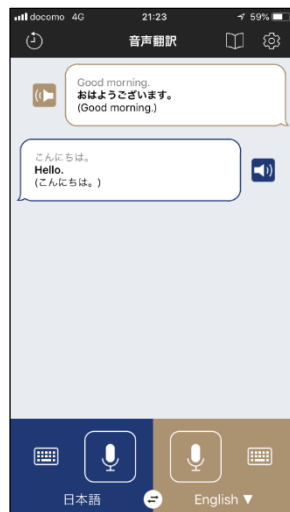 docomo 4G 21:23 59%
音声翻訳
Good morning.
おはようございます。
(Good morning.)
こんにちは。
Hello.
(こんにちは。)
日本語 English ▼